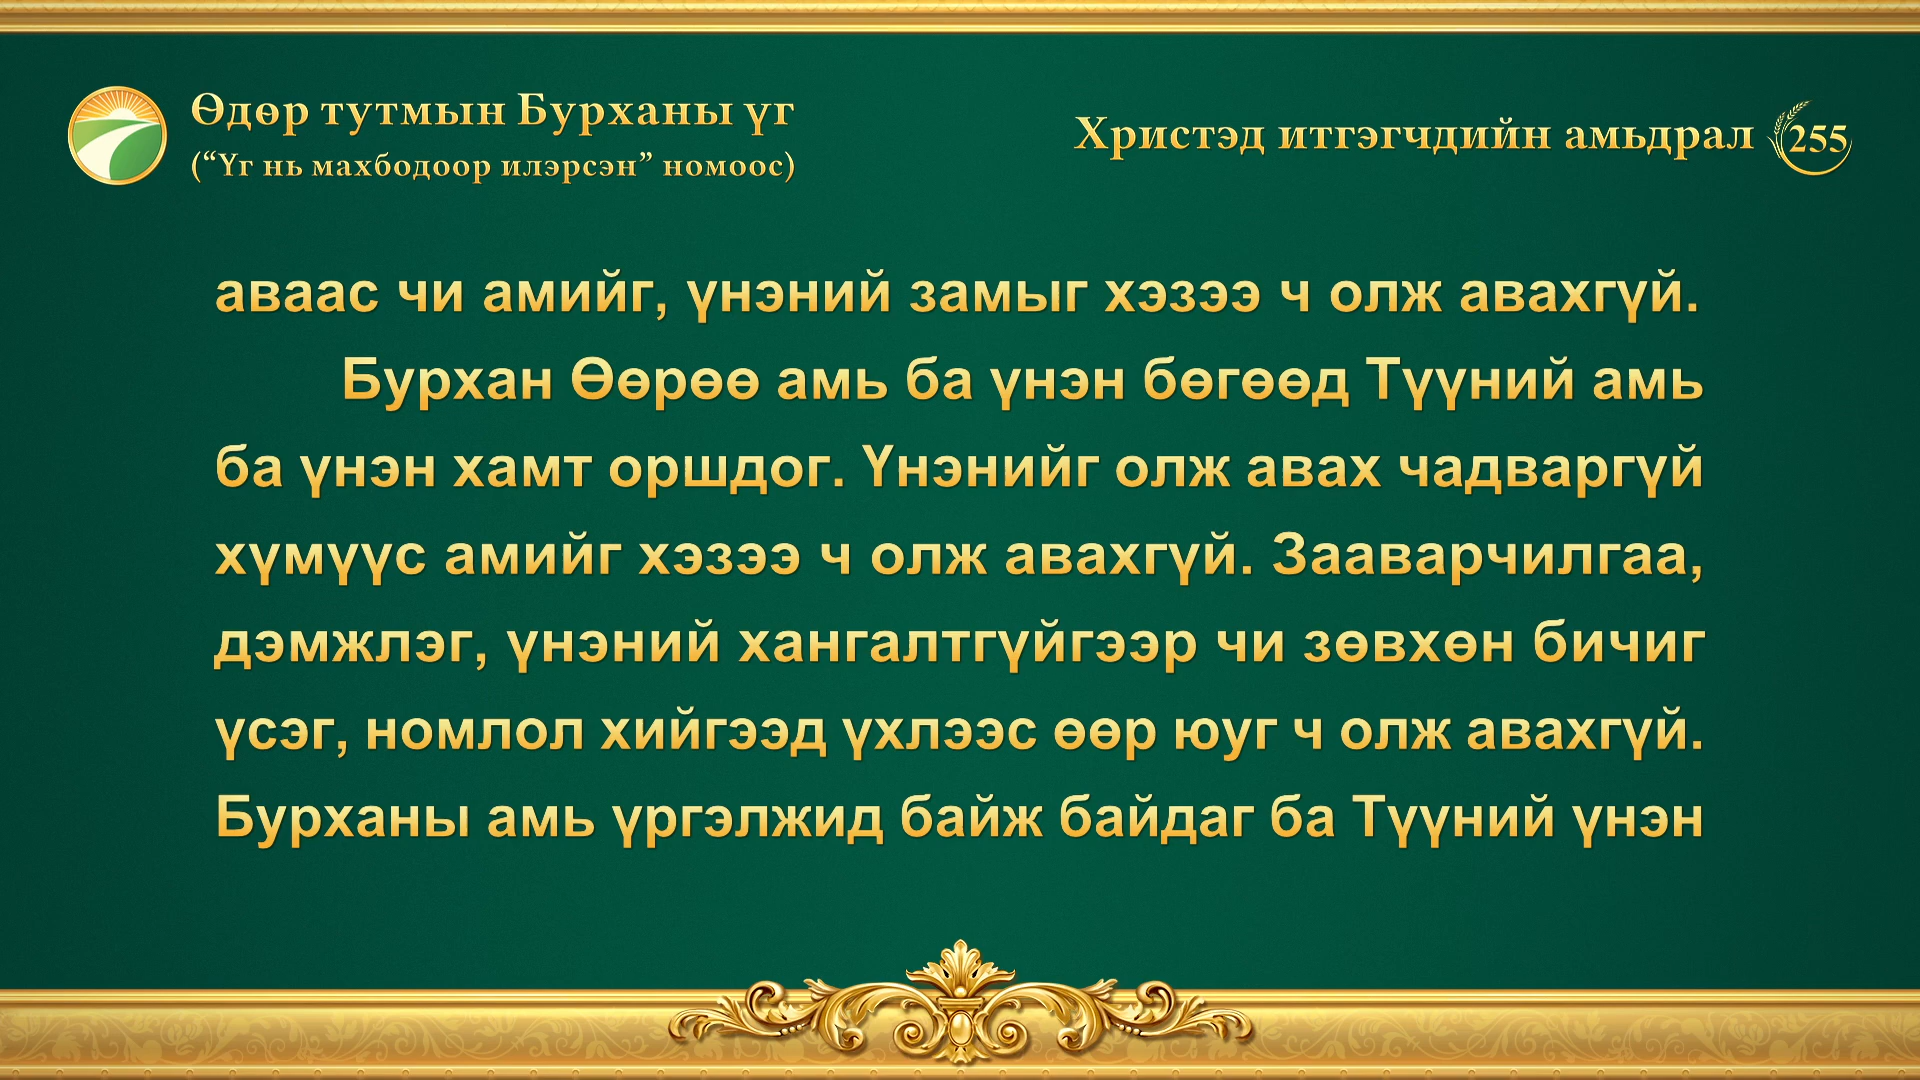 Өдөр тутмын Бурханы үг
(“Үг нь махбодоор илэрсэн” номоос)
Христэд итгэгчдийн амьдрал 255
аваас чи амийг, үнэний замыг хэзээ ч олж авахгүй.
Бурхан Өөрөө амь ба үнэн бөгөөд Түүний амь
ба үнэн хамт оршдог. Үнэнийг олж авах чадваргүй
хүмүүс амийг хэзээ ч олж авахгүй. Зааварчилгаа,
дэмжлэг, үнэний хангалтгүйгээр чи зөвхөн бичиг
үсэг, номлол хийгээд үхлээс өөр юуг ч олж авахгүй.
Бурханы амь үргэлжид байж байдаг ба Түүний үнэн